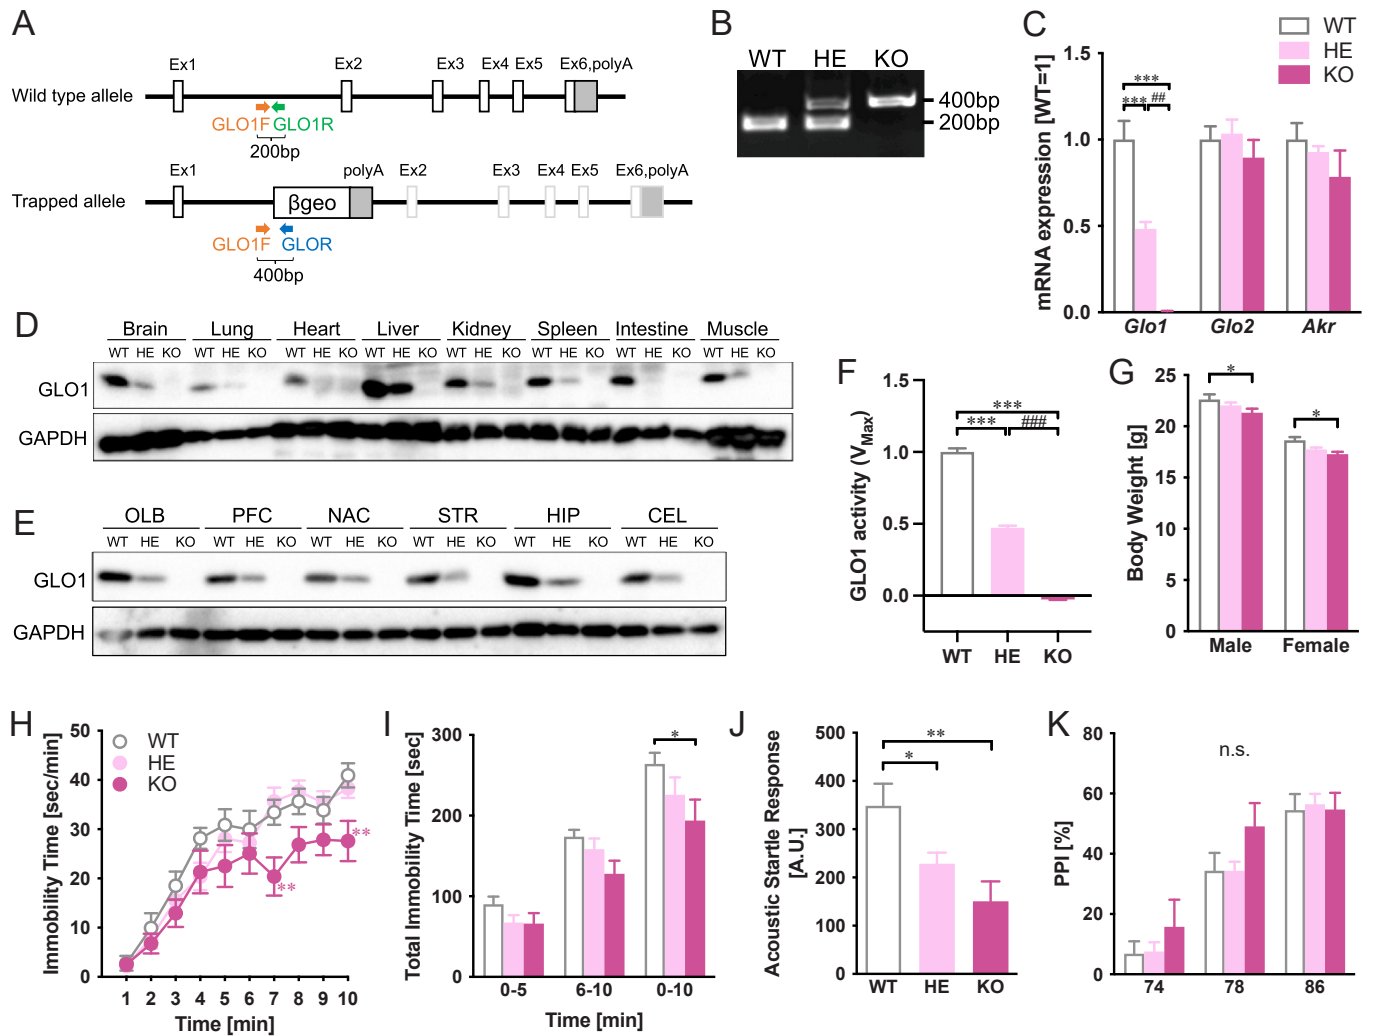 A
Ex1 Ex2 Ex3 Ex4 Ex5 Ex6,polyA
Wild type allele
GLO1F GLO1R
200bp
Ex1 polyA Ex2 Ex3 Ex4 Ex5 Ex6,polyA
Trapped allele
βgeo
GLO1F GLOR
400bp
B
WT HE KO
400bp
200bp
C
WT
HE
KO
mRNA expression [WT=1]
1.5
1.0
0.5
0.0
***
*** ##
Glo1 Glo2 Akr
D
Brain Lung Heart Liver Kidney Spleen Intestine Muscle
WT HE KO WT HE KO WT HE KO WT HE KO WT HE KO WT HE KO WT HE KO WT HE KO
GLO1
GAPDH
E
OLB PFC NAC STR HIP CEL
WT HE KO WT HE KO WT HE KO WT HE KO WT HE KO WT HE KO
GLO1
GAPDH
F
GLO1 activity (VMax)
1.5
1.0
0.5
0.0
***
*** ###
WT HE KO
G
Body Weight [g]
25
20
15
10
5
0
*
*
Male Female
H
Immobility Time [sec/min]
50
40
30
20
10
0
WT
HE
KO
**
**
1 2 3 4 5 6 7 8 9 10
Time [min]
I
Total Immobility Time [sec]
300
200
100
0
*
0-5 6-10 0-10
Time [min]
J
Acoustic Startle Response
[A.U.]
500
400
300
200
100
0
**
*
WT HE KO
K
PPI [%]
80
60
40
20
0
n.s.
74 78 86